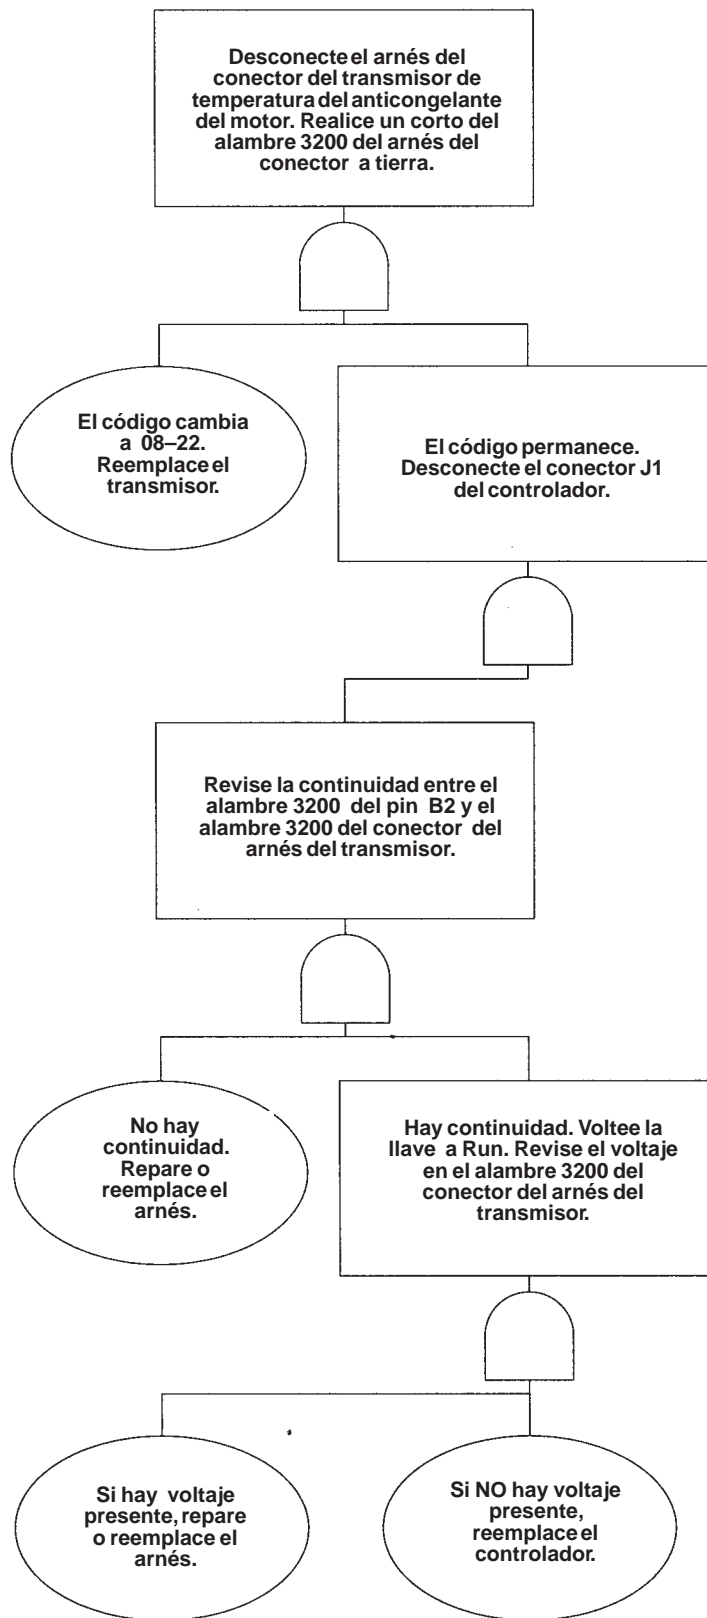 Desconecte el arnés del
conector del transmisor de
temperatura del anticongelante
del motor. Realice un corto del
alambre 3200 del arnés del
conector a tierra.
El código cambia
a 08–22.
Reemplace el
transmisor.
El código permanece.
Desconecte el conector J1
del controlador.
Revise la continuidad entre el
alambre 3200 del pin B2 y el
alambre 3200 del conector del
arnés del transmisor.
No hay
continuidad.
Repare o
reemplace el
arnés.
Hay continuidad. Voltee la
llave a Run. Revise el voltaje
en el alambre 3200 del
conector del arnés del
transmisor.
Si hay voltaje
presente, repare
o reemplace el
arnés.
Si NO hay voltaje
presente,
reemplace el
controlador.